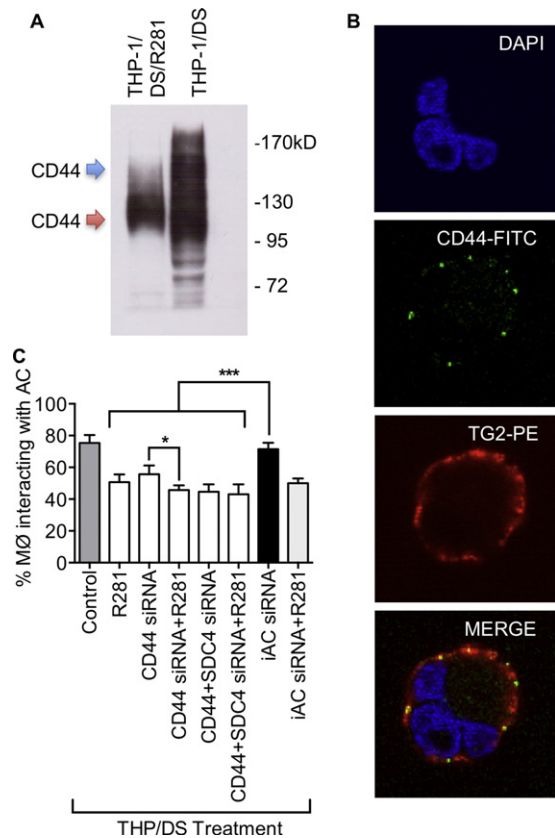 A
THP-1/
DS/R281
THP-1/DS
CD44
CD44
-170kD
-130
- 95
- 72
B
DAPI
CD44-FITC
TG2-PE
MERGE
C
% MØ interacting with AC
100
80
60
40
20
0
***
*
Control
R281
CD44 siRNA
CD44 siRNA+R281
CD44+SDC4 siRNA
CD44+SDC4 siRNA+R281
iAC siRNA
iAC siRNA+R281
THP/DS Treatment